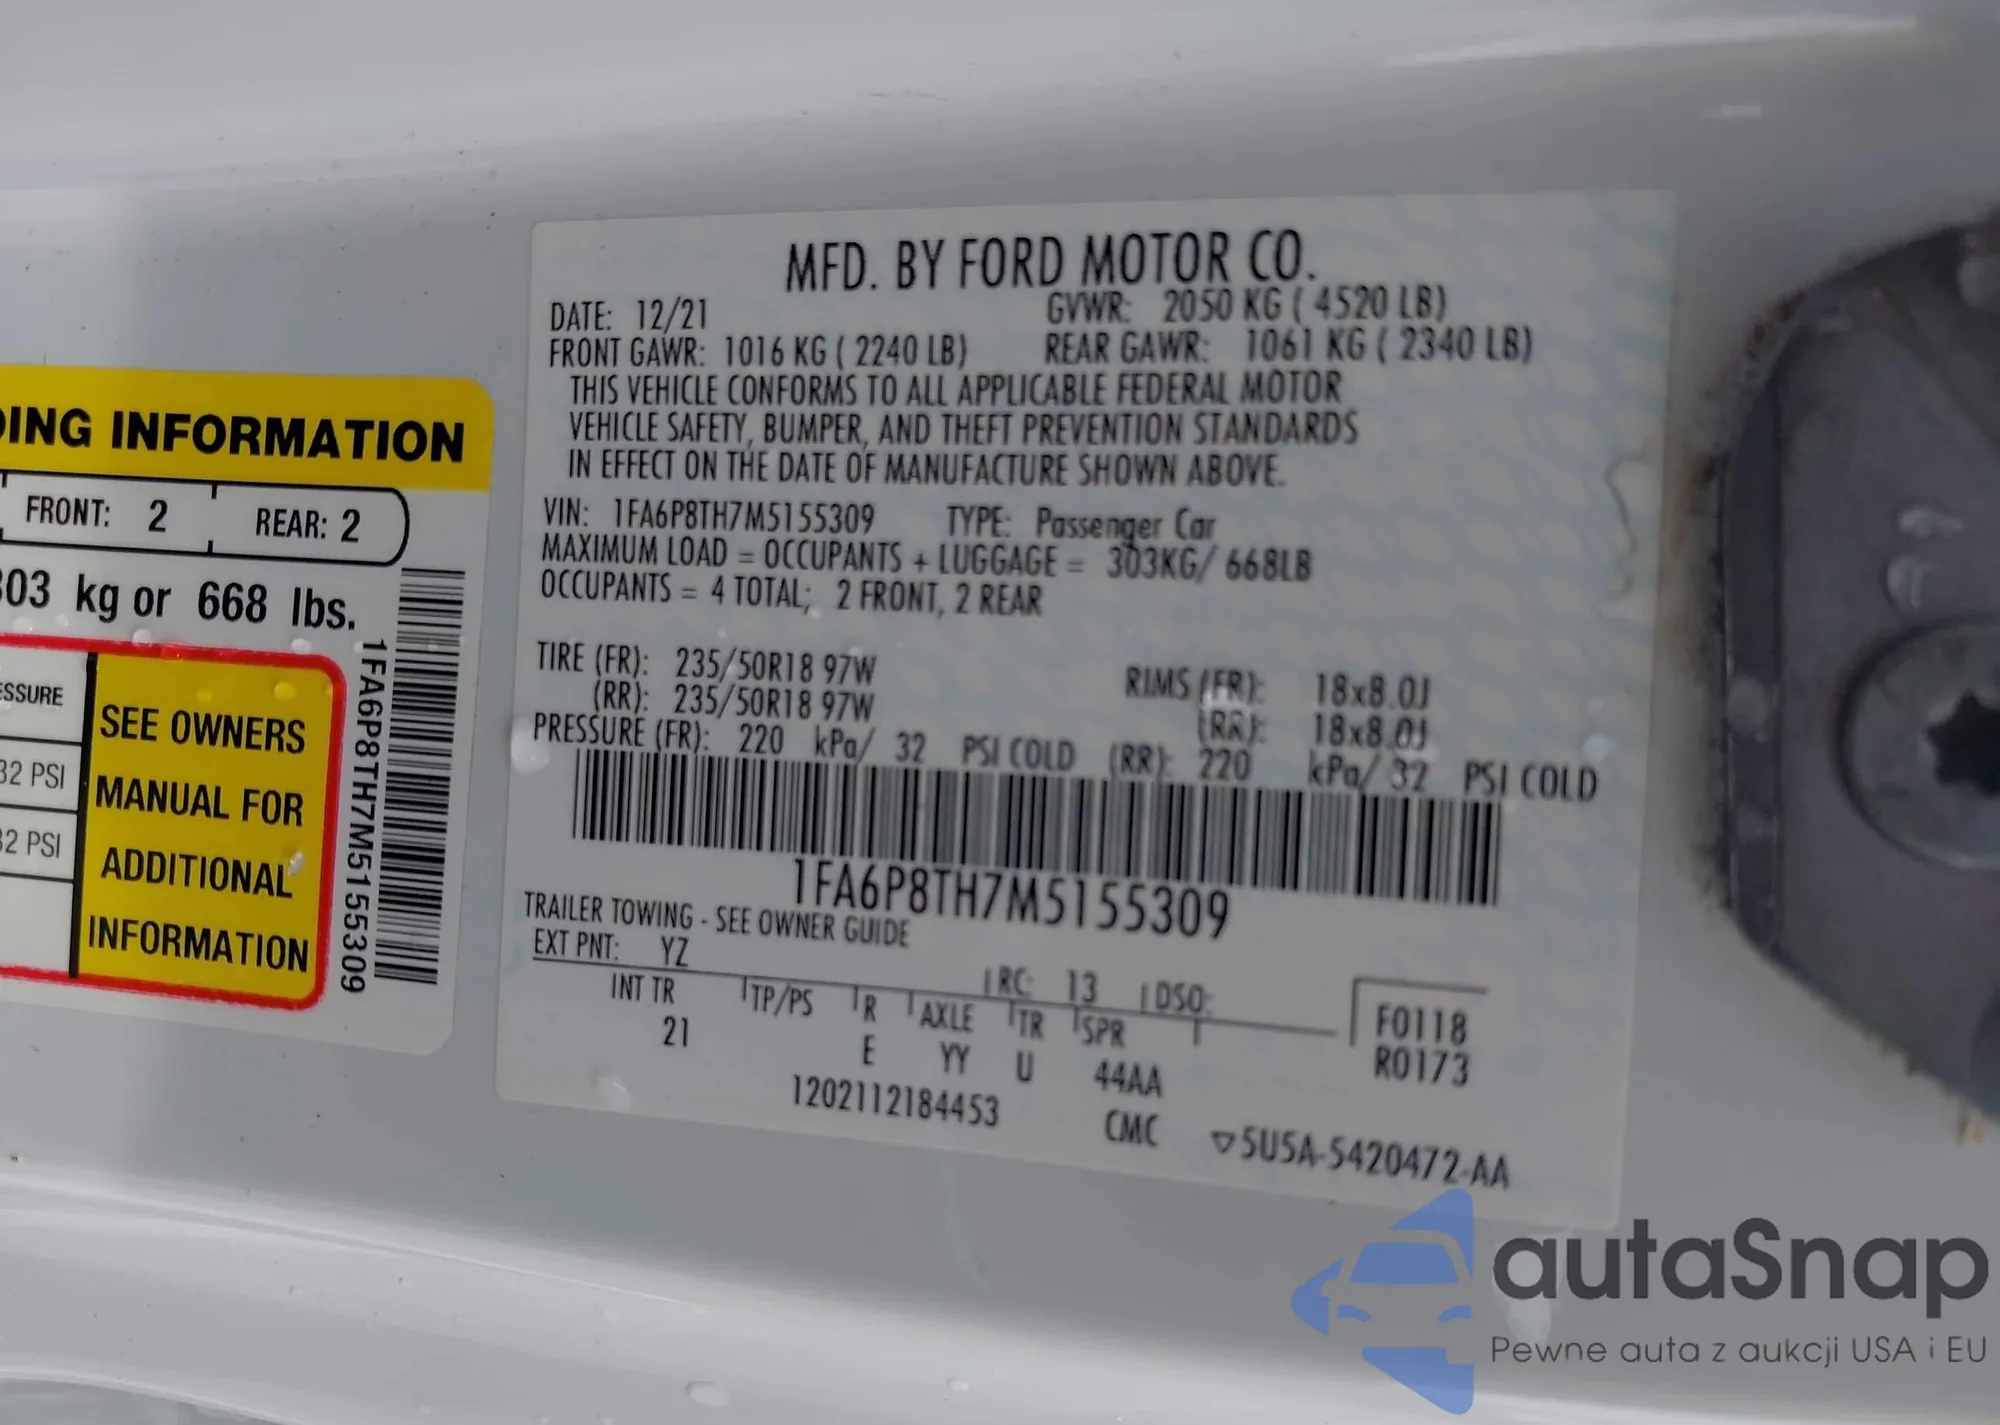 DING INFORMATION
FRONT: 2 REAR: 2
303 kg or 668 lbs.
ESSURE
32 PSI
32 PSI
SEE OWNERS
MANUAL FOR
ADDITIONAL
INFORMATION
1FA6P8TH7M5155309
MFD. BY FORD MOTOR CO.
DATE: 12/21 GVWR: 2050 KG ( 4520 LB)
FRONT GAWR: 1016 KG ( 2240 LB) REAR GAWR: 1061 KG ( 2340 LB)
THIS VEHICLE CONFORMS TO ALL APPLICABLE FEDERAL MOTOR
VEHICLE SAFETY, BUMPER, AND THEFT PREVENTION STANDARDS
IN EFFECT ON THE DATE OF MANUFACTURE SHOWN ABOVE.
VIN: 1FA6P8TH7M5155309 TYPE: Passenger Car
MAXIMUM LOAD = OCCUPANTS + LUGGAGE = 303KG/ 668LB
OCCUPANTS = 4 TOTAL; 2 FRONT, 2 REAR
TIRE (FR): 235/50R18 97W RIMS (FR): 18x8.0J
(RR): 235/50R18 97W (RR): 18x8.0J
PRESSURE (FR): 220 kPa/ 32 PSI COLD (RR): 220 kPa/ 32 PSI COLD
1FA6P8TH7M5155309
TRAILER TOWING - SEE OWNER GUIDE
EXT PNT: YZ RC: 13 DSO:
INT TR TP/PS R AXLE TR SPR
21 E YY U 44AA
F0118
R0173
1202112184453 CMC ▽5U5A-5420472-AA
autaSnap
Pewne auta z aukcji USA i EU